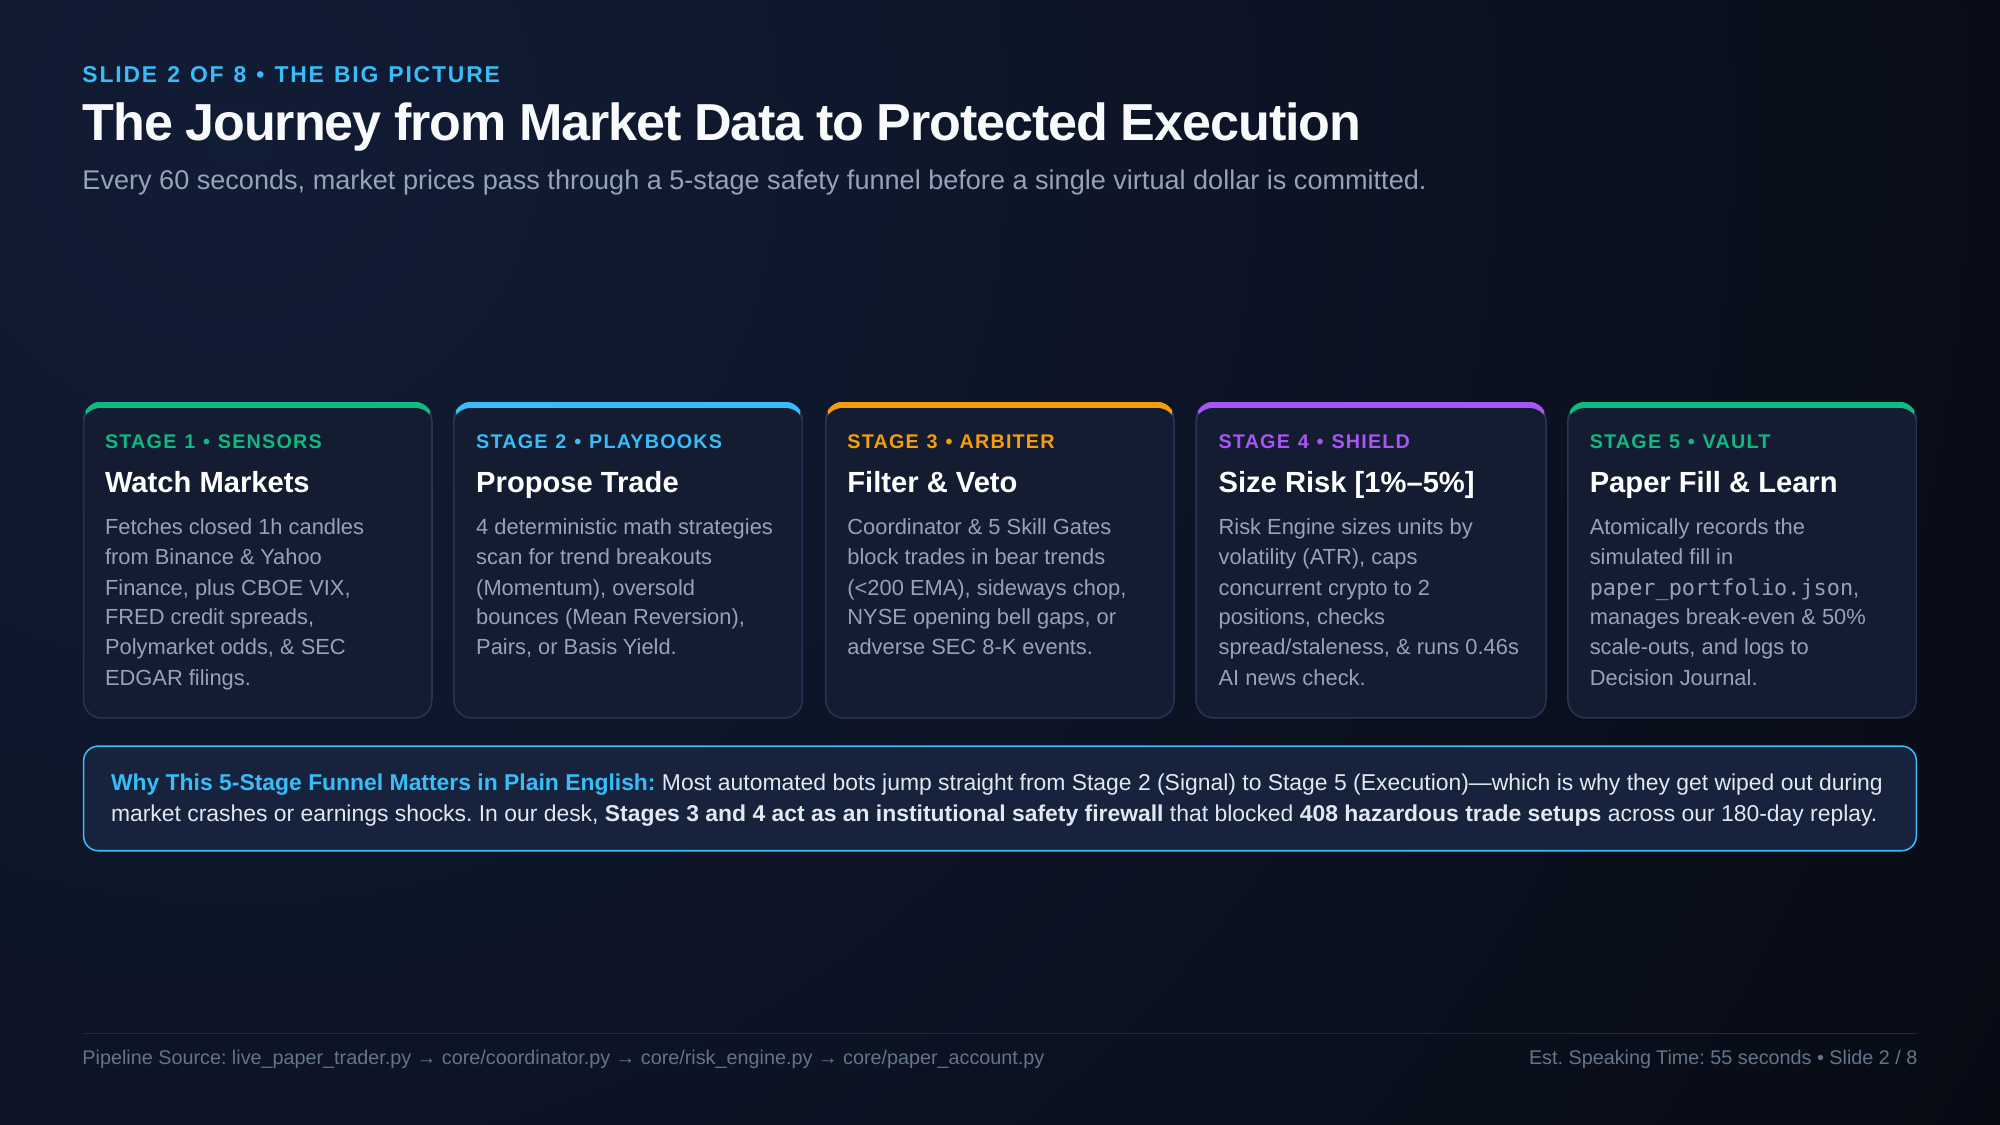 SLIDE 2 OF 8 • THE BIG PICTURE
The Journey from Market Data to Protected Execution
Every 60 seconds, market prices pass through a 5-stage safety funnel before a single virtual dollar is committed.
STAGE 1 • SENSORS
Watch Markets
Fetches closed 1h candles
from Binance & Yahoo
Finance, plus CBOE VIX,
FRED credit spreads,
Polymarket odds, & SEC
EDGAR filings.
STAGE 2 • PLAYBOOKS
Propose Trade
4 deterministic math strategies
scan for trend breakouts
(Momentum), oversold
bounces (Mean Reversion),
Pairs, or Basis Yield.
STAGE 3 • ARBITER
Filter & Veto
Coordinator & 5 Skill Gates
block trades in bear trends
(<200 EMA), sideways chop,
NYSE opening bell gaps, or
adverse SEC 8-K events.
STAGE 4 • SHIELD
Size Risk [1%–5%]
Risk Engine sizes units by
volatility (ATR), caps
concurrent crypto to 2
positions, checks
spread/staleness, & runs 0.46s
AI news check.
STAGE 5 • VAULT
Paper Fill & Learn
Atomically records the
simulated fill in
paper_portfolio.json,
manages break-even & 50%
scale-outs, and logs to
Decision Journal.
Why This 5-Stage Funnel Matters in Plain English: Most automated bots jump straight from Stage 2 (Signal) to Stage 5 (Execution)—which is why they get wiped out during
market crashes or earnings shocks. In our desk, Stages 3 and 4 act as an institutional safety firewall that blocked 408 hazardous trade setups across our 180-day replay.
Pipeline Source: live_paper_trader.py → core/coordinator.py → core/risk_engine.py → core/paper_account.py
Est. Speaking Time: 55 seconds • Slide 2 / 8